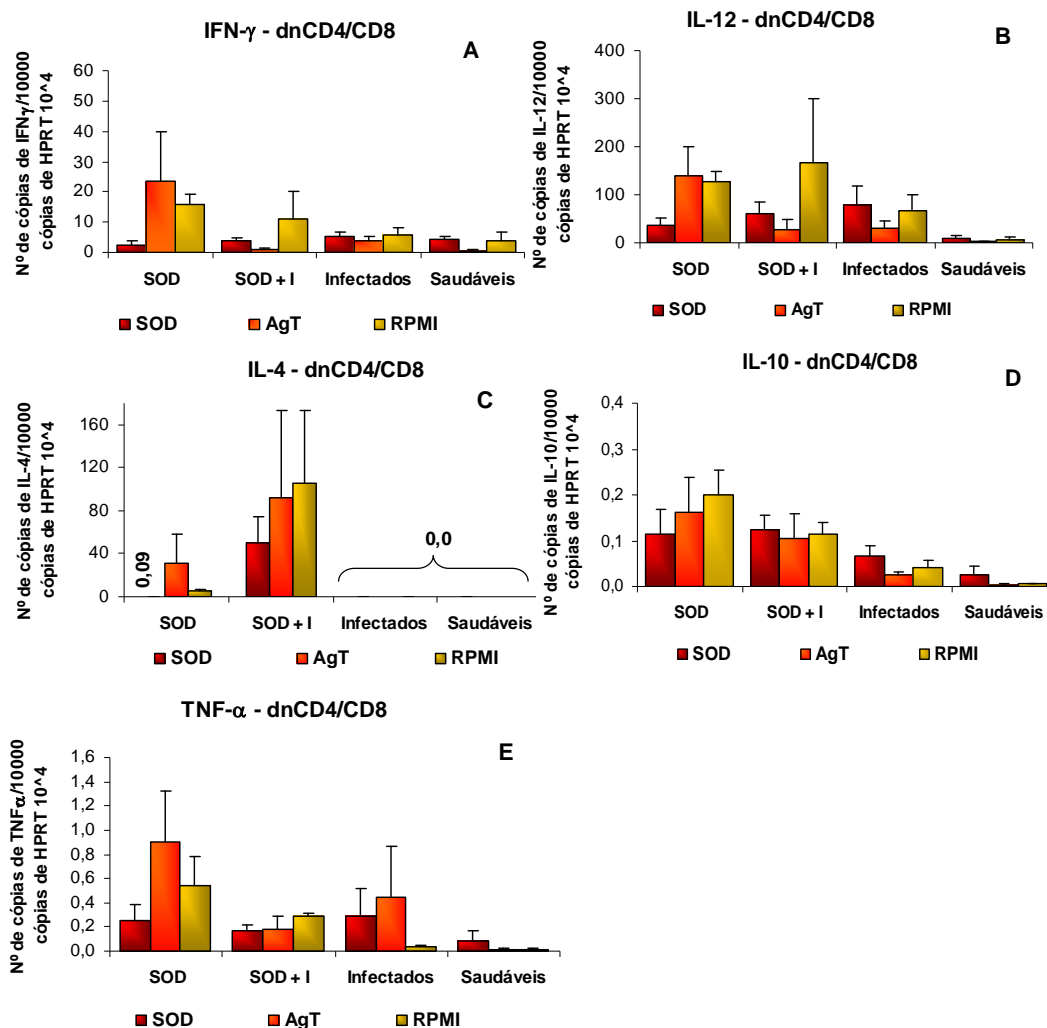 IFN-γ - dnCD4/CD8
A
Nº de cópias de IFN-γ/10000
cópias de HPRT 10^4
60
50
40
30
20
10
0
SOD SOD + I Infectados Saudáveis
SOD AgT RPMI
IL-12 - dnCD4/CD8
B
Nº de cópias de IL-12/10000
cópias de HPRT 10^4
400
300
200
100
0
SOD SOD + I Infectados Saudáveis
SOD AgT RPMI
IL-4 - dnCD4/CD8
C
Nº de cópias de IL-4/10000
cópias de HPRT 10^4
160
120
80
40
0
0,09
0,0
SOD SOD + I Infectados Saudáveis
SOD AgT RPMI
IL-10 - dnCD4/CD8
D
Nº de cópias de IL-10/10000
cópias de HPRT 10^4
0,4
0,3
0,2
0,1
0,0
SOD SOD + I Infectados Saudáveis
SOD AgT RPMI
TNF-α - dnCD4/CD8
E
Nº de cópias de TNFα/10000
cópias de HPRT 10^4
1,6
1,4
1,2
1,0
0,8
0,6
0,4
0,2
0,0
SOD SOD + I Infectados Saudáveis
SOD AgT RPMI